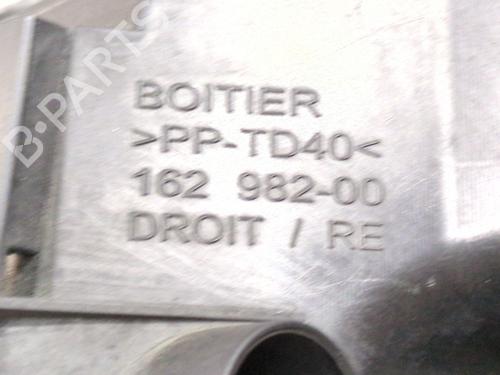 B-PARTS
BOITIER
>PP-TD40<
162 982-00
DROIT / RE